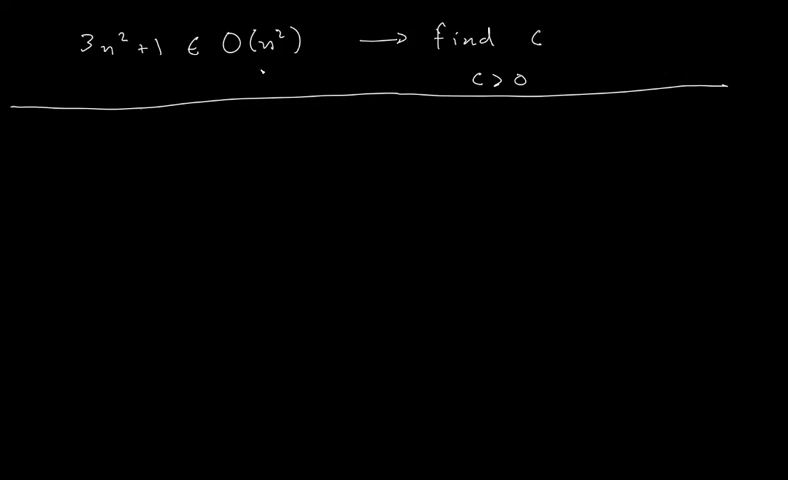 3n² + 1 ∈ O(n²) → find c
c > 0